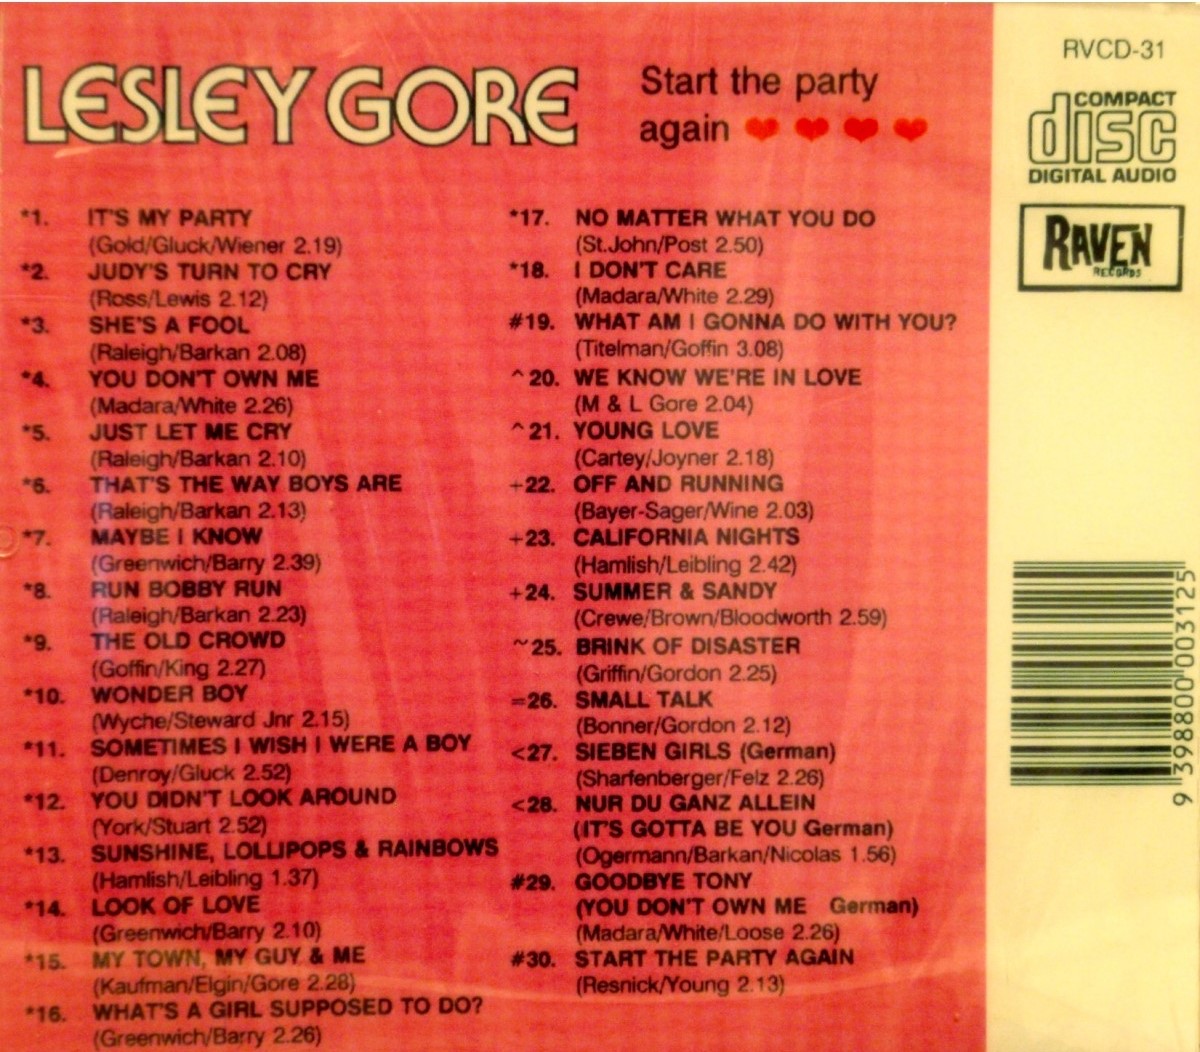 LESLEY GORE
Start the party
again
*1. IT'S MY PARTY
(Gold/Gluck/Wiener 2.19)
*2. JUDY'S TURN TO CRY
(Ross/Lewis 2.12)
*3. SHE'S A FOOL
(Raleigh/Barkan 2.08)
*4. YOU DON'T OWN ME
(Madara/White 2.26)
*5. JUST LET ME CRY
(Raleigh/Barkan 2.10)
*6. THAT'S THE WAY BOYS ARE
(Raleigh/Barkan 2.13)
*7. MAYBE I KNOW
(Greenwich/Barry 2.39)
*8. RUN BOBBY RUN
(Raleigh/Barkan 2.23)
*9. THE OLD CROWD
(Goffin/King 2.27)
*10. WONDER BOY
(Wyche/Steward Jnr 2.15)
*11. SOMETIMES I WISH I WERE A BOY
(Denroy/Gluck 2.52)
*12. YOU DIDN'T LOOK AROUND
(York/Stuart 2.52)
*13. SUNSHINE, LOLLIPOPS & RAINBOWS
(Hamlish/Leibling 1.37)
*14. LOOK OF LOVE
(Greenwich/Barry 2.10)
*15. MY TOWN, MY GUY & ME
(Kaufman/Elgin/Gore 2.28)
*16. WHAT'S A GIRL SUPPOSED TO DO?
(Greenwich/Barry 2.26)
*17. NO MATTER WHAT YOU DO
(St.John/Post 2.50)
*18. I DON'T CARE
(Madara/White 2.29)
#19. WHAT AM I GONNA DO WITH YOU?
(Titelman/Goffin 3.08)
^20. WE KNOW WE'RE IN LOVE
(M & L Gore 2.04)
^21. YOUNG LOVE
(Cartey/Joyner 2.18)
+22. OFF AND RUNNING
(Bayer-Sager/Wine 2.03)
+23. CALIFORNIA NIGHTS
(Hamlish/Leibling 2.42)
+24. SUMMER & SANDY
(Crewe/Brown/Bloodworth 2.59)
~25. BRINK OF DISASTER
(Griffin/Gordon 2.25)
=26. SMALL TALK
(Bonner/Gordon 2.12)
<27. SIEBEN GIRLS (German)
(Sharfenberger/Felz 2.26)
<28. NUR DU GANZ ALLEIN
(IT'S GOTTA BE YOU German)
(Ogermann/Barkan/Nicolas 1.56)
#29. GOODBYE TONY
(YOU DON'T OWN ME German)
(Madara/White/Loose 2.26)
#30. START THE PARTY AGAIN
(Resnick/Young 2.13)
RVCD-31
COMPACT
disc
DIGITAL AUDIO
RAVEN
RECORDS
9 398800 003125